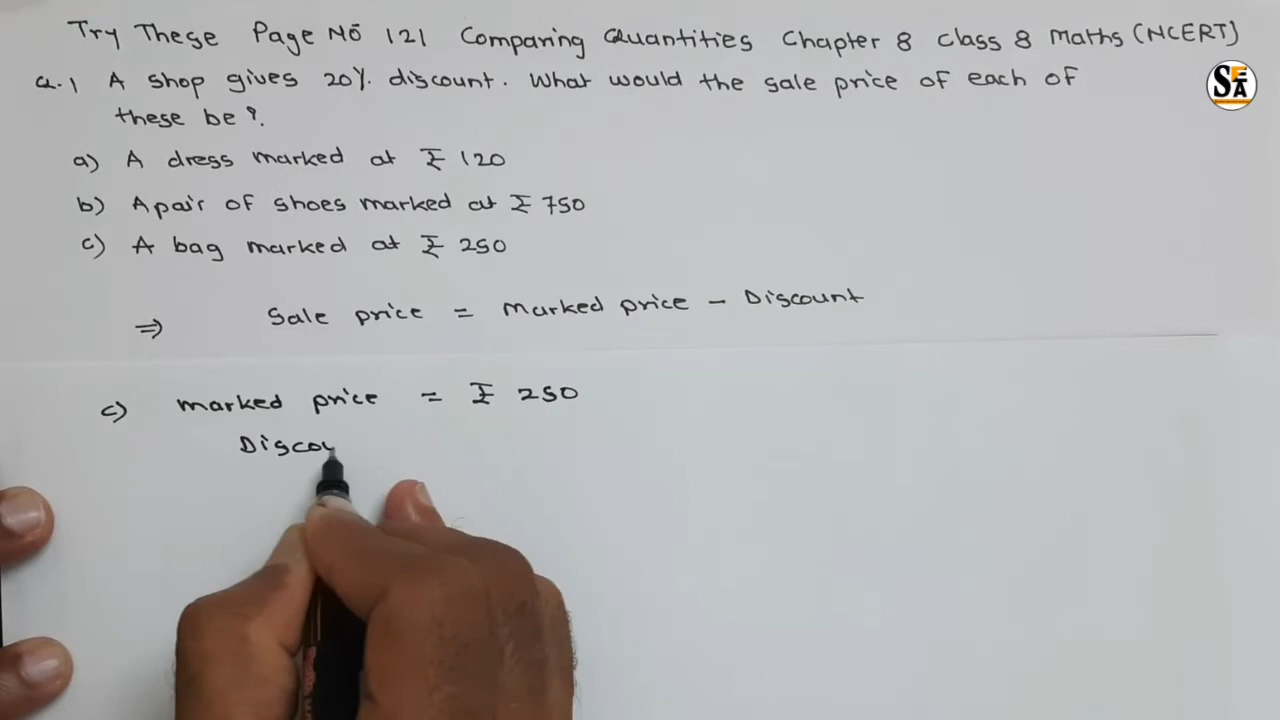 Try These Page No 121 Comparing Quantities Chapter 8 Class 8 Maths (NCERT)
Q.1 A shop gives 20% discount. What would the sale price of each of
these be?
a) A dress marked at ₹ 120
b) A pair of shoes marked at ₹ 750
c) A bag marked at ₹ 250
⇒ Sale price = Marked price - Discount
c) marked price = ₹ 250
Discou